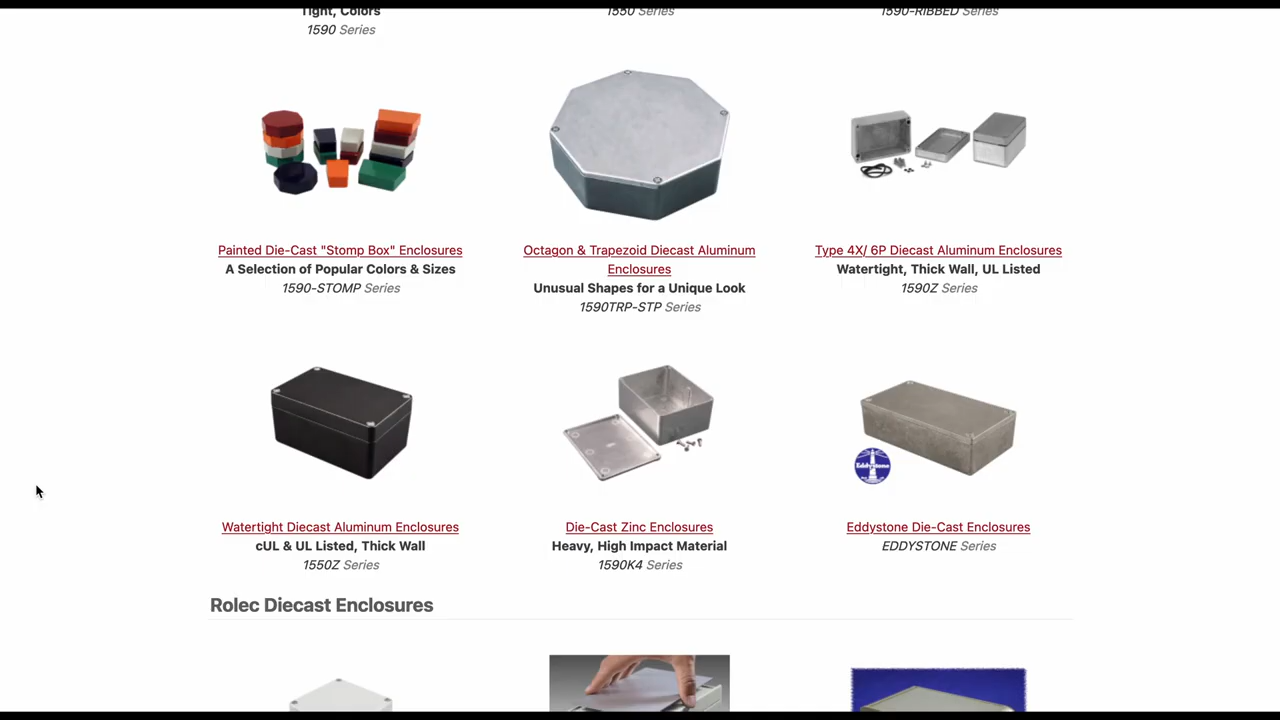 Tight, Colors
1590 Series
1550 Series
1590-RIBBED Series
Painted Die-Cast "Stomp Box" Enclosures
A Selection of Popular Colors & Sizes
1590-STOMP Series
Octagon & Trapezoid Diecast Aluminum
Enclosures
Unusual Shapes for a Unique Look
1590TRP-STP Series
Type 4X/ 6P Diecast Aluminum Enclosures
Watertight, Thick Wall, UL Listed
1590Z Series
Eddystone
Watertight Diecast Aluminum Enclosures
cUL & UL Listed, Thick Wall
1550Z Series
Die-Cast Zinc Enclosures
Heavy, High Impact Material
1590K4 Series
Eddystone Die-Cast Enclosures
EDDYSTONE Series
Rolec Diecast Enclosures